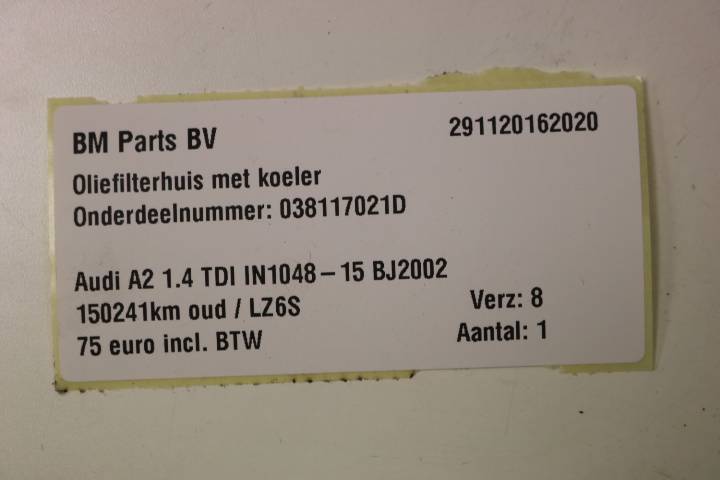 BM Parts BV 291120162020
Oliefilterhuis met koeler
Onderdeelnummer: 038117021D
Audi A2 1.4 TDI IN1048-15 BJ2002
150241km oud / LZ6S Verz: 8
75 euro incl. BTW Aantal: 1